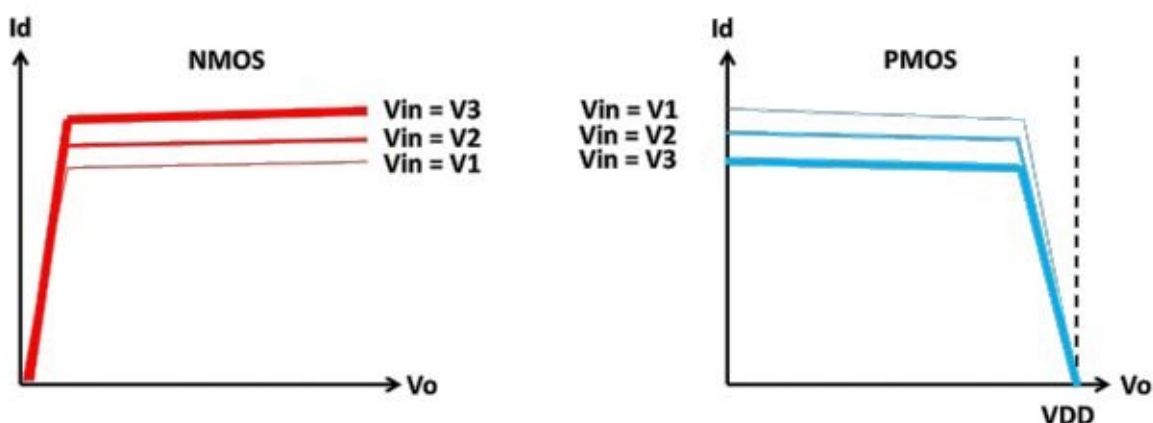 Id
NMOS
Vin = V3
Vin = V2
Vin = V1
Vo
Id
PMOS
Vin = V1
Vin = V2
Vin = V3
Vo
VDD